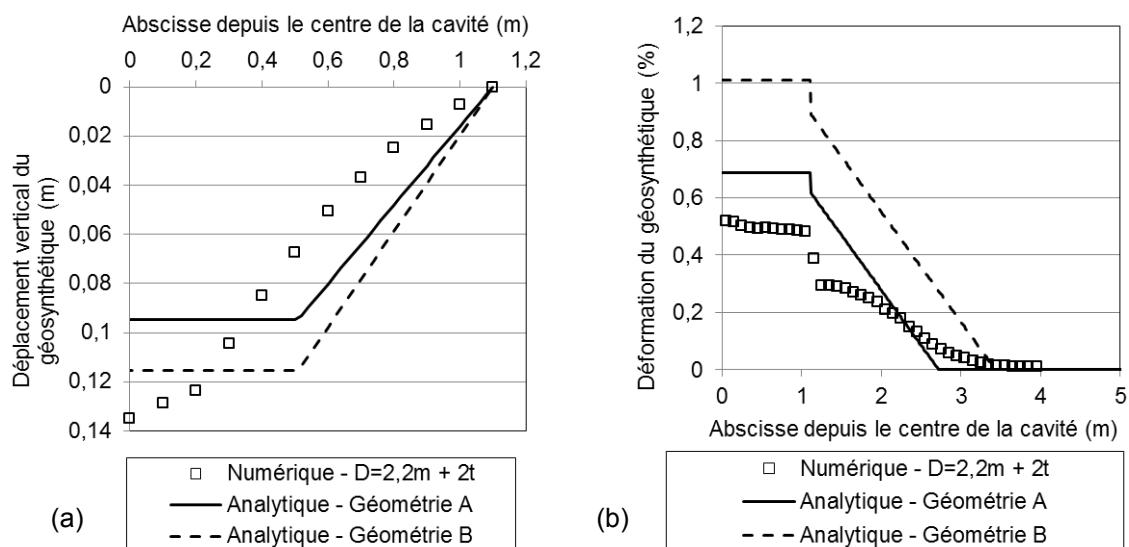 Abscisse depuis le centre de la cavité (m)
0 0,2 0,4 0,6 0,8 1 1,2
0
0,02
0,04
0,06
0,08
0,1
0,12
0,14
Déplacement vertical du
géosynthétique (m)
Numérique - D=2,2m + 2t
Analytique - Géométrie A
Analytique - Géométrie B
(a)
1,2
1
0,8
0,6
0,4
0,2
0
Déformation du géosynthétique (%)
0 1 2 3 4 5
Abscisse depuis le centre de la cavité (m)
Numérique - D=2,2m + 2t
Analytique - Géométrie A
Analytique - Géométrie B
(b)